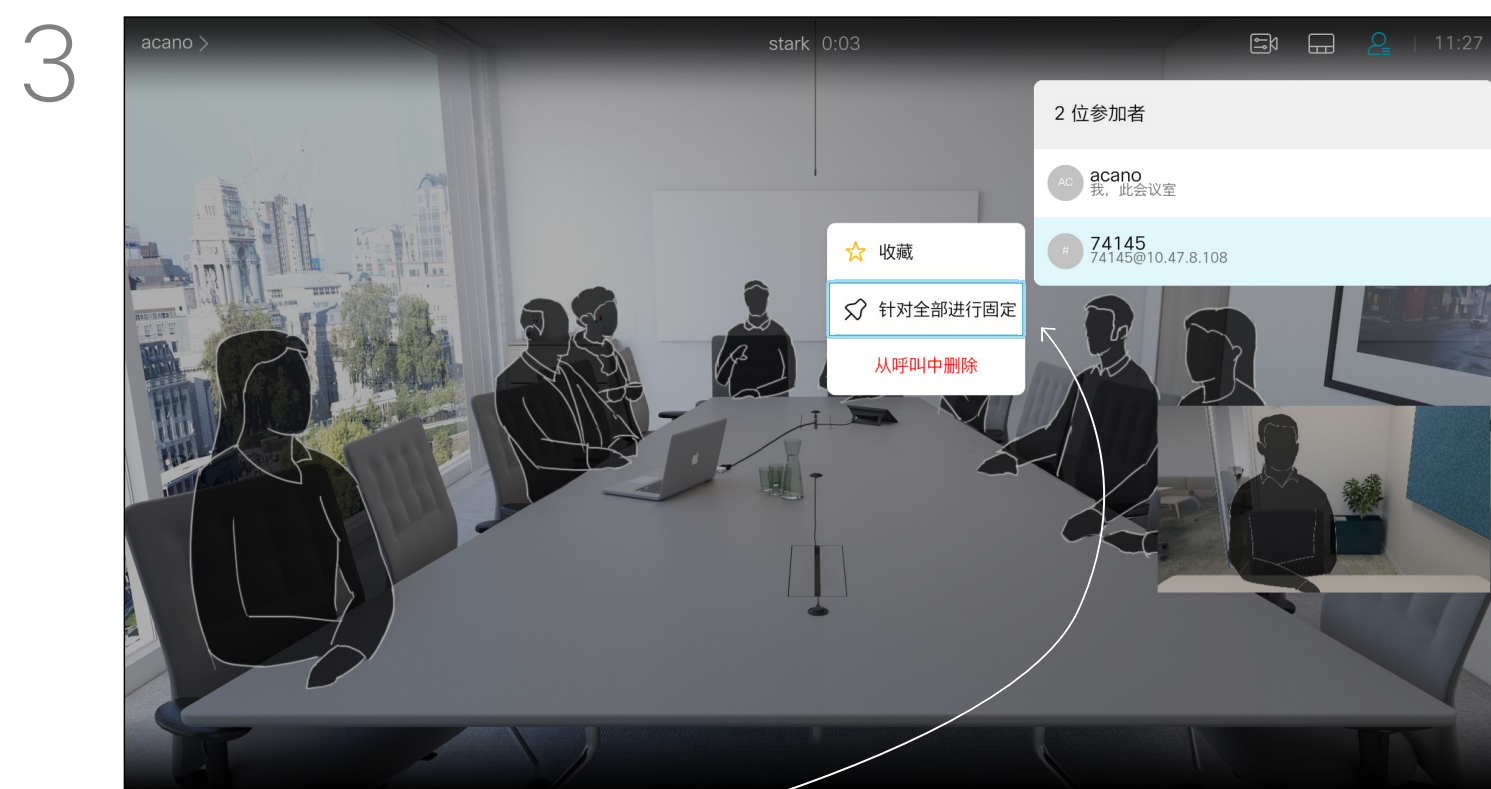 3
acano >
stark 0:03
11:27
2 位参加者
AC
acano
我，此会议室
#
74145
74145@10.47.8.108
收藏
针对全部进行固定
从呼叫中删除